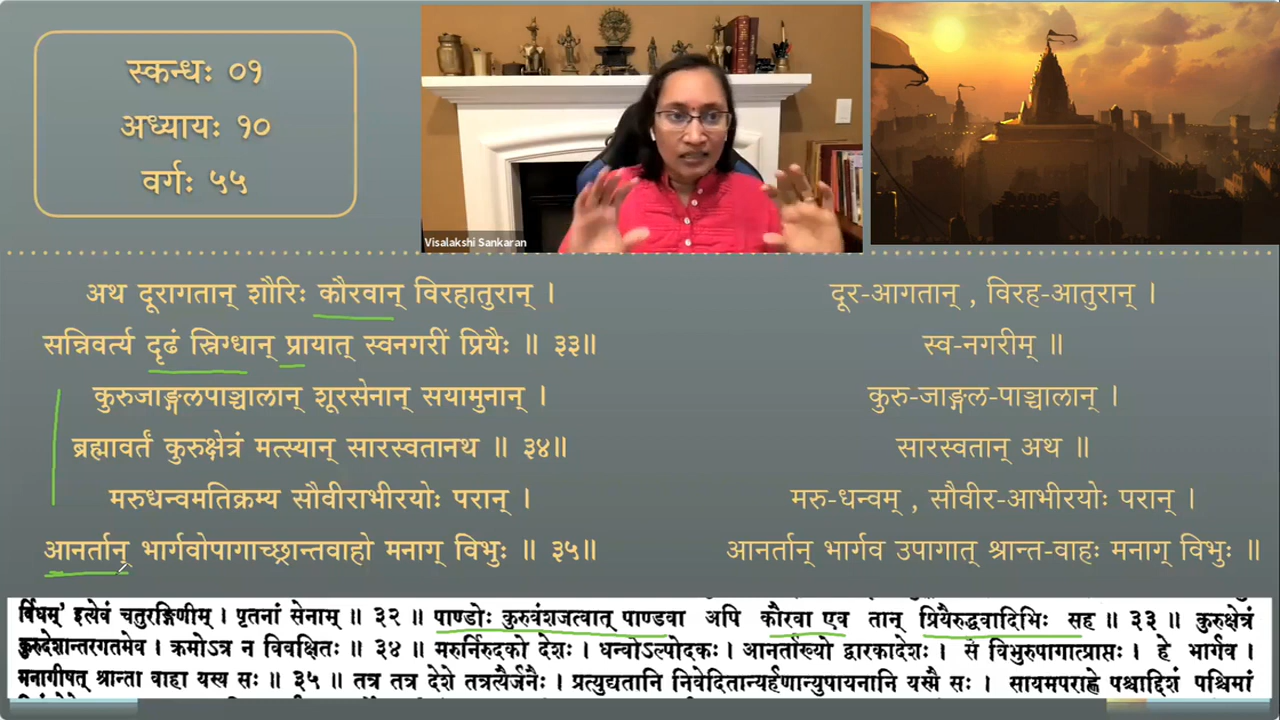 स्कन्धः ०१
अध्यायः १०
वर्गः ५५
Visalakshi Sankaran
अथ दूरागतान् शौरिः कौरवान् विरहातुरान् ।
सन्निवर्त्य दृढं स्निग्धान् प्रायात् स्वनगरीं प्रियैः ॥ ३३॥
कुरुजाङ्गलपाञ्चालान् शूरसेनान् सयामुनान् ।
ब्रह्मावर्तं कुरुक्षेत्रं मत्स्यान् सारस्वतानथ ॥ ३४॥
मरुधन्वमतिक्रम्य सौवीराभीरयोः परान् ।
आनर्तान् भार्गवोपागाच्छ्रान्तवाहो मनाग् विभुः ॥ ३५॥
दूर-आगतान् , विरह-आतुरान् ।
स्व-नगरीम् ॥
कुरु-जाङ्गल-पाञ्चालान् ।
सारस्वतान् अथ ॥
मरु-धन्वम् , सौवीर-आभीरयोः परान् ।
आनर्तान् भार्गव उपागात् श्रान्त-वाहः मनाग् विभुः ॥
इत्येवं चतुरङ्गिणीम् । पृतनां सेनाम् ॥ ३२ ॥ पाण्डोः कुरुवंशजत्वात् पाण्डवा अपि कौरवा एव तान् प्रियैरुद्धवादिभिः सह ॥ ३३ ॥ कुरुक्षेत्रं
कुरुदेशान्तरगतमेव । क्रमोऽत्र न विवक्षितः ॥ ३४ ॥ मरुर्निरुदको देशः । धन्वोऽल्पोदकः । आनर्ताख्यो द्वारकादेशः । स विभुरुपागात्प्राप्तः । हे भार्गव ।
मनागीषत् श्रान्ता वाहा यस्य सः ॥ ३५ ॥ तत्र तत्र देशे तत्रत्यैर्जनैः । प्रत्युद्यतानि निवेदितान्यर्हणान्युपायनानि यस्मै सः । सायमपराह्णे पश्चाद्दिशं पश्चिमां